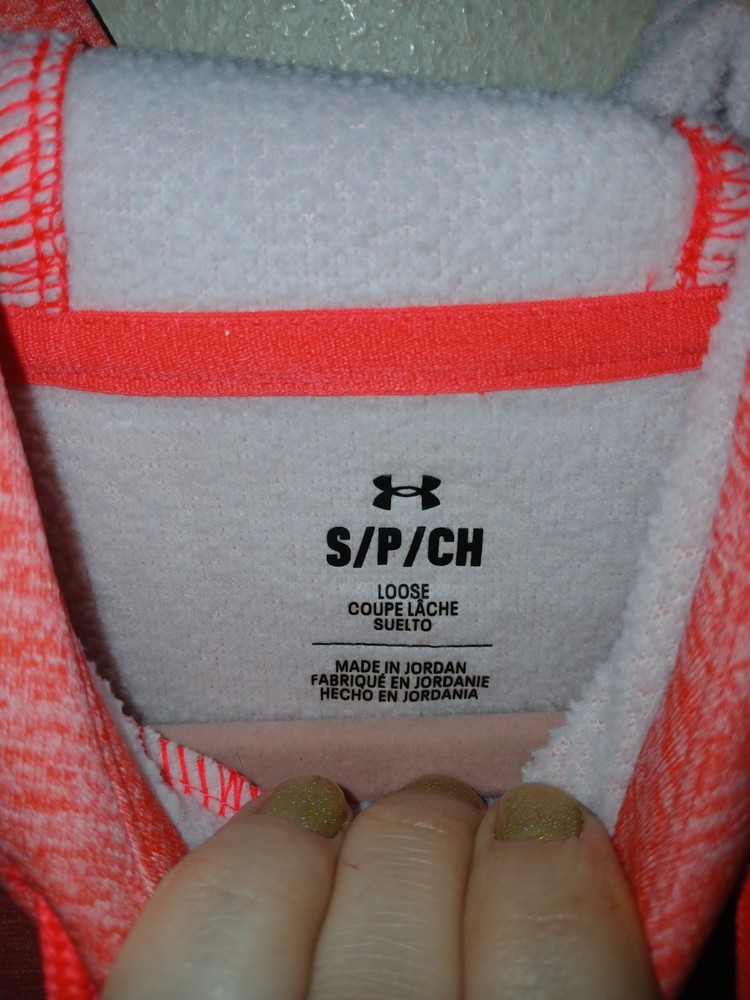 S/P/CH
LOOSE
COUPE LÂCHE
SUELTO
MADE IN JORDAN
FABRIQUÉ EN JORDANIE
HECHO EN JORDANIA